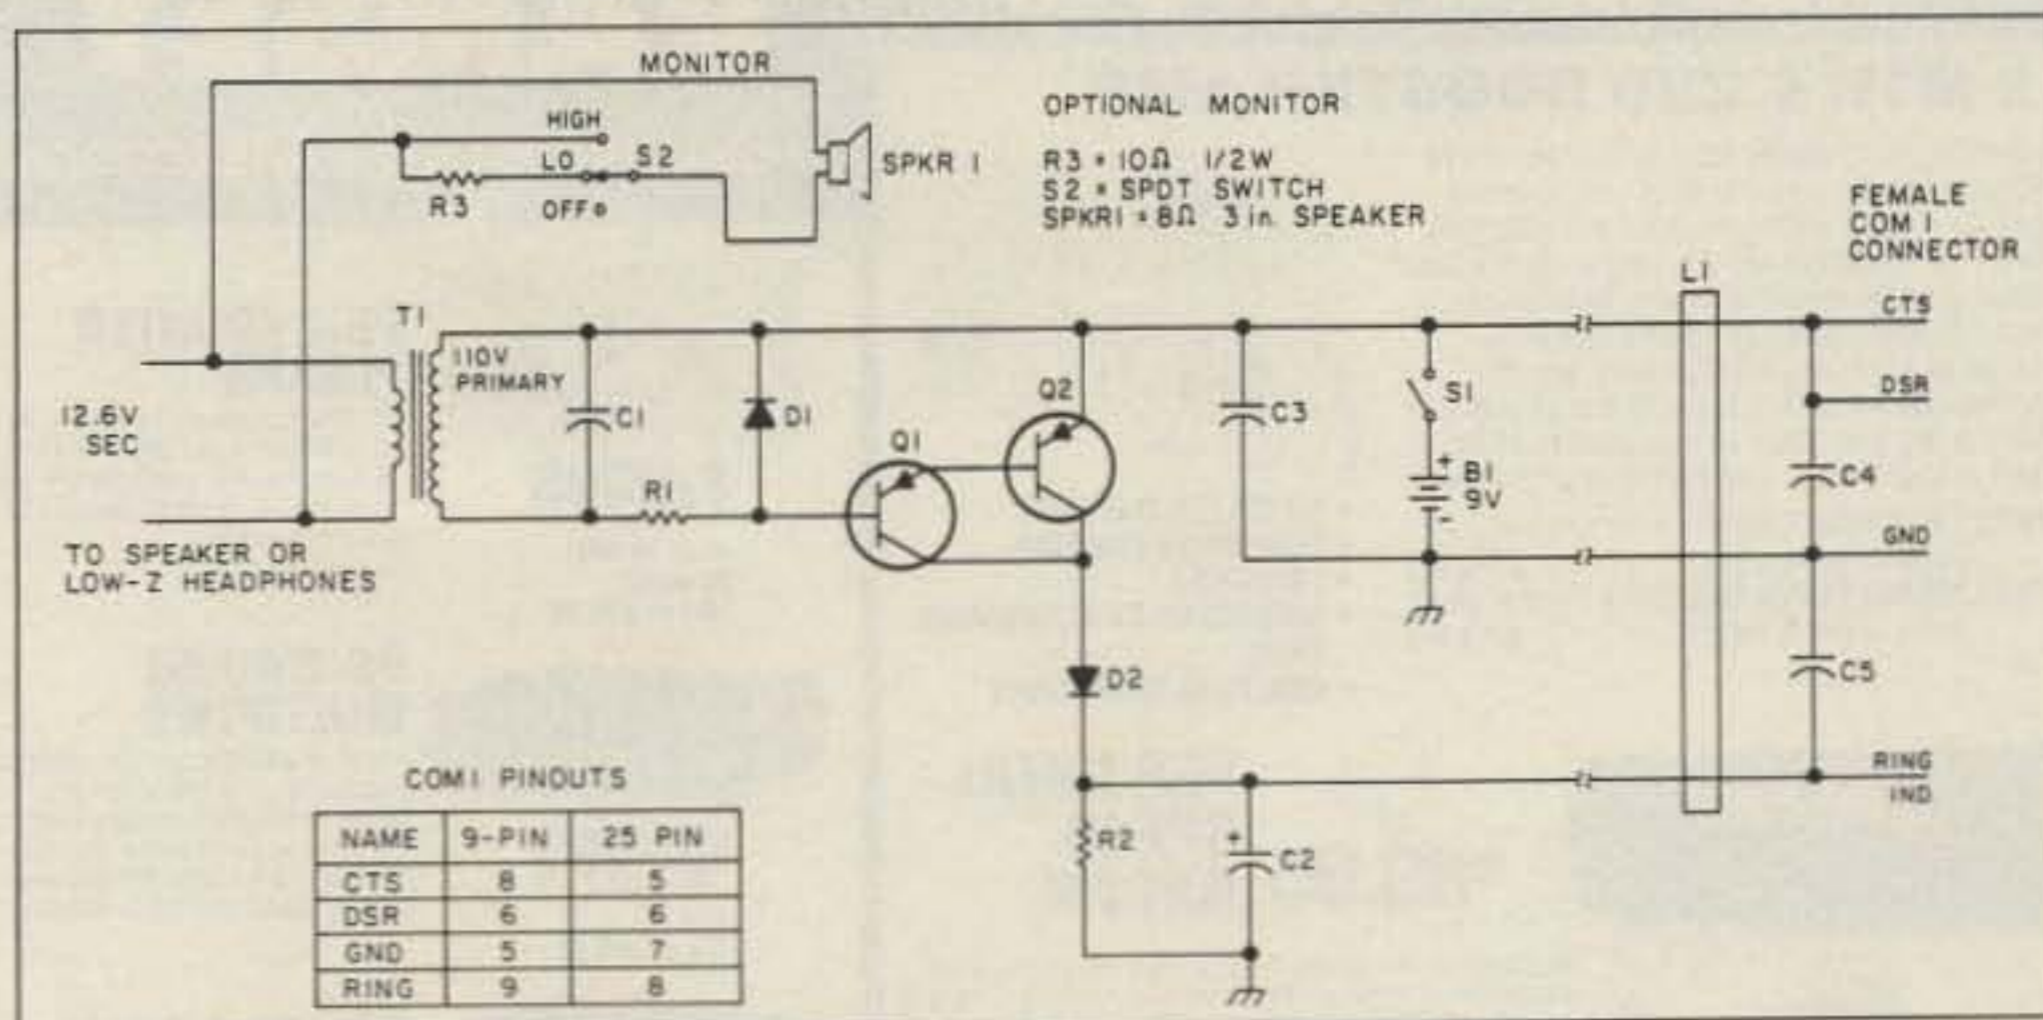 MONITOR
HIGH
LO
S2
R3
OFF
SPKR 1
OPTIONAL MONITOR
R3 = 10Ω 1/2W
S2 = SPDT SWITCH
SPKR1 = 8Ω 3 in. SPEAKER
FEMALE
COM 1
CONNECTOR
L1
CTS
T1
110V
PRIMARY
12.6V
SEC
C1
D1
Q2
Q1
R1
C3
S1
+
B1
9V
-
DSR
C4
GND
TO SPEAKER OR
LOW-Z HEADPHONES
D2
C5
RING
IND
R2
+
C2
COM1 PINOUTS
NAME 9-PIN 25 PIN
CTS 8 5
DSR 6 6
GND 5 7
RING 9 8